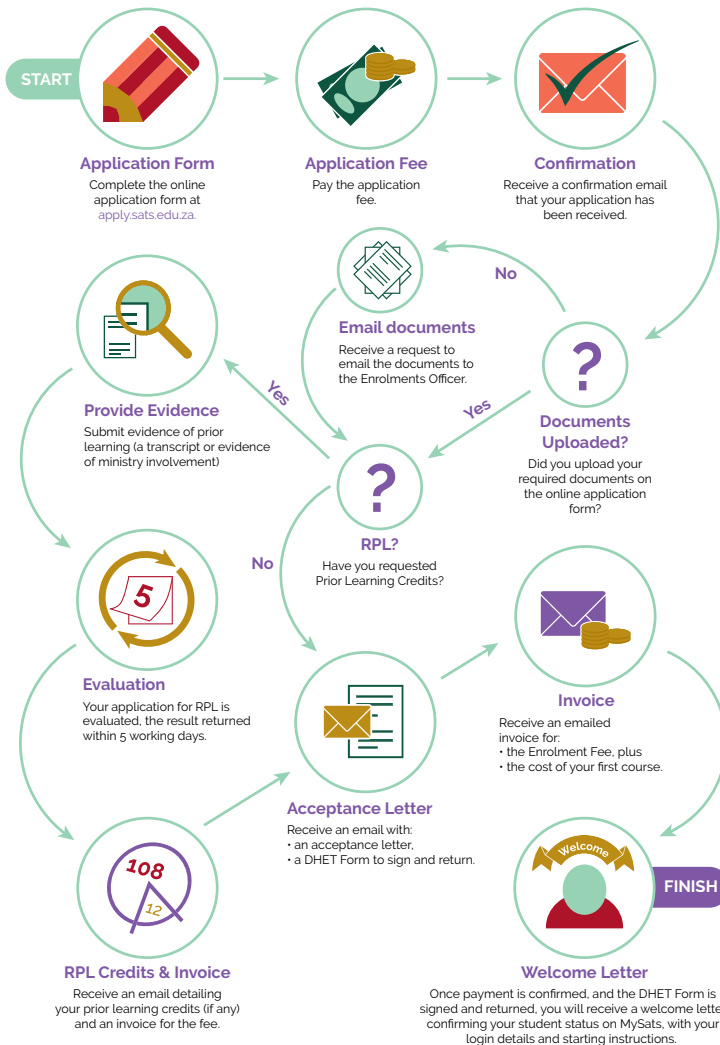 START
Application Form
Complete the online
application form at
apply.sats.edu.za.
Application Fee
Pay the application
fee.
Confirmation
Receive a confirmation email
that your application has
been received.
No
Email documents
Receive a request to
email the documents to
the Enrolments Officer.
?
Documents
Uploaded?
Did you upload your
required documents on
the online application
form?
Yes
Yes
Provide Evidence
Submit evidence of prior
learning (a transcript or evidence
of ministry involvement)
?
RPL?
Have you requested
Prior Learning Credits?
No
5
Evaluation
Your application for RPL is
evaluated, the result returned
within 5 working days.
Acceptance Letter
Receive an email with:
• an acceptance letter,
• a DHET Form to sign and return.
Invoice
Receive an emailed
invoice for:
• the Enrolment Fee, plus
• the cost of your first course.
108
12
RPL Credits & Invoice
Receive an email detailing
your prior learning credits (if any)
and an invoice for the fee.
Welcome
FINISH
Welcome Letter
Once payment is confirmed, and the DHET Form is
signed and returned, you will receive a welcome lette
confirming your student status on MySats, with your
login details and starting instructions.